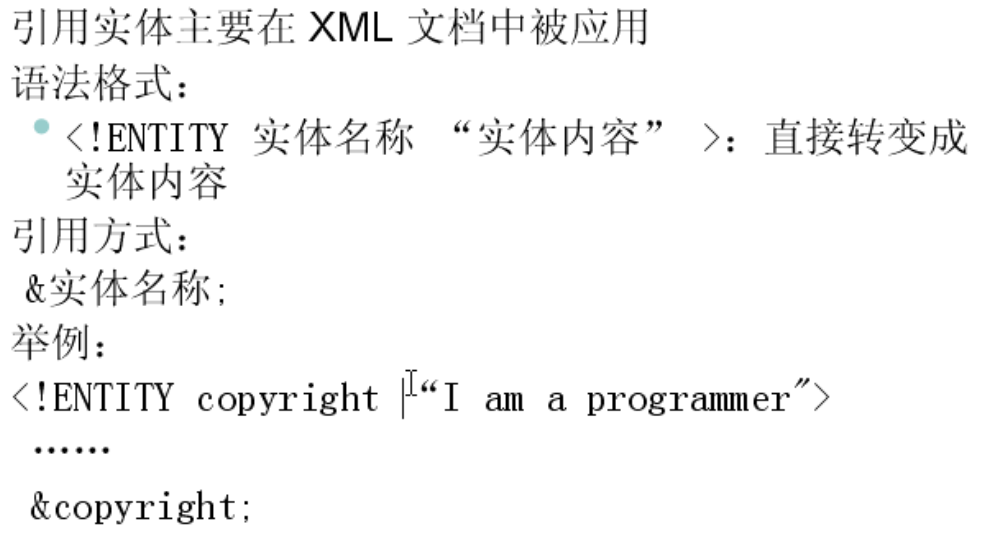 引用实体主要在 XML 文档中被应用
语法格式：
<!ENTITY 实体名称 “实体内容” >：直接转变成
实体内容
引用方式：
&实体名称;
举例：
<!ENTITY copyright “I am a programmer”>
……
&copyright;